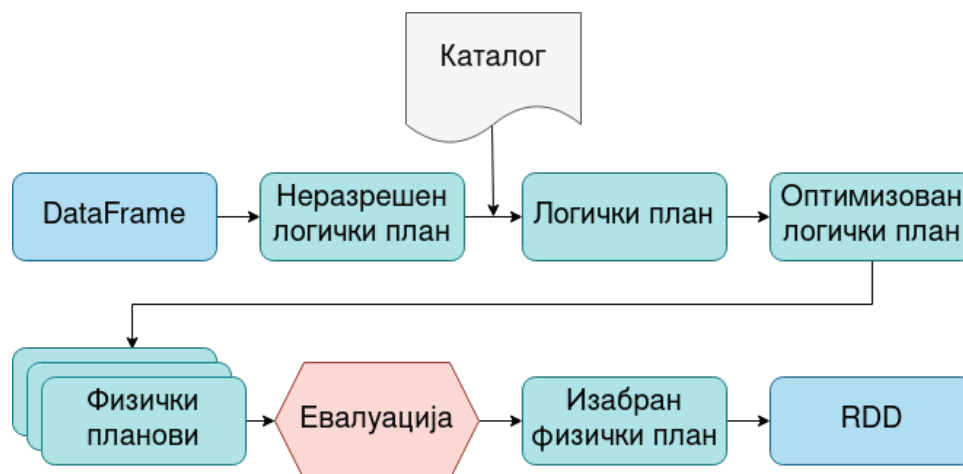 Каталог
DataFrame
Неразрешен
логички план
Логички план
Оптимизован
логички план
Физички
планови
Евалуација
Изабран
физички план
RDD